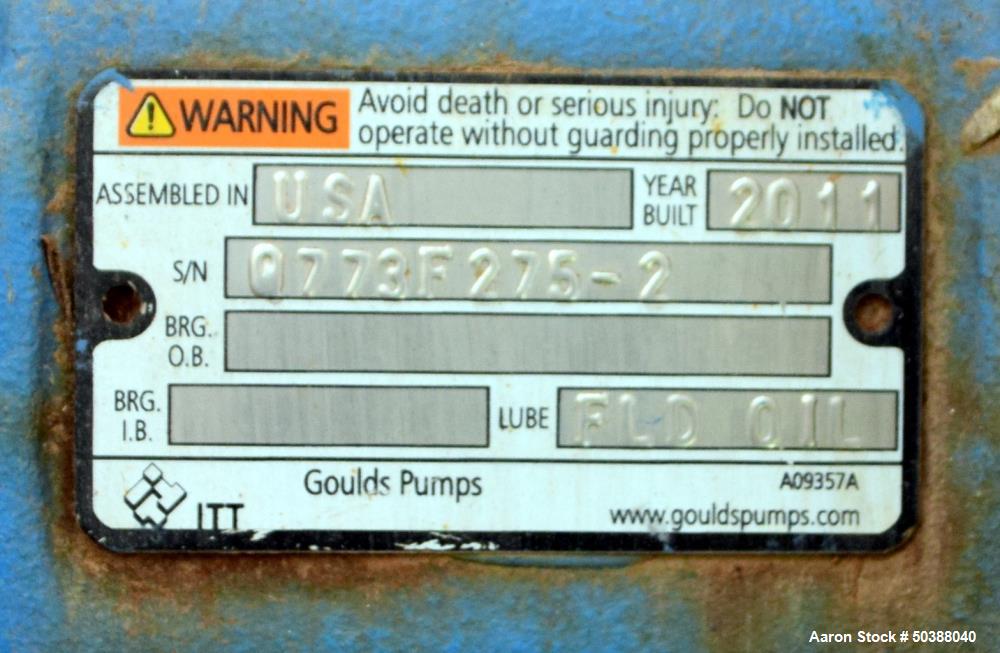 WARNING Avoid death or serious injury: Do NOT
operate without guarding properly installed.
ASSEMBLED IN USA YEAR BUILT 2011
S/N Q773F275-2
BRG. O.B.
BRG. I.B. LUBE FLD OIL
Goulds Pumps A09357A
ITT www.gouldspumps.com
Aaron Stock # 50388040